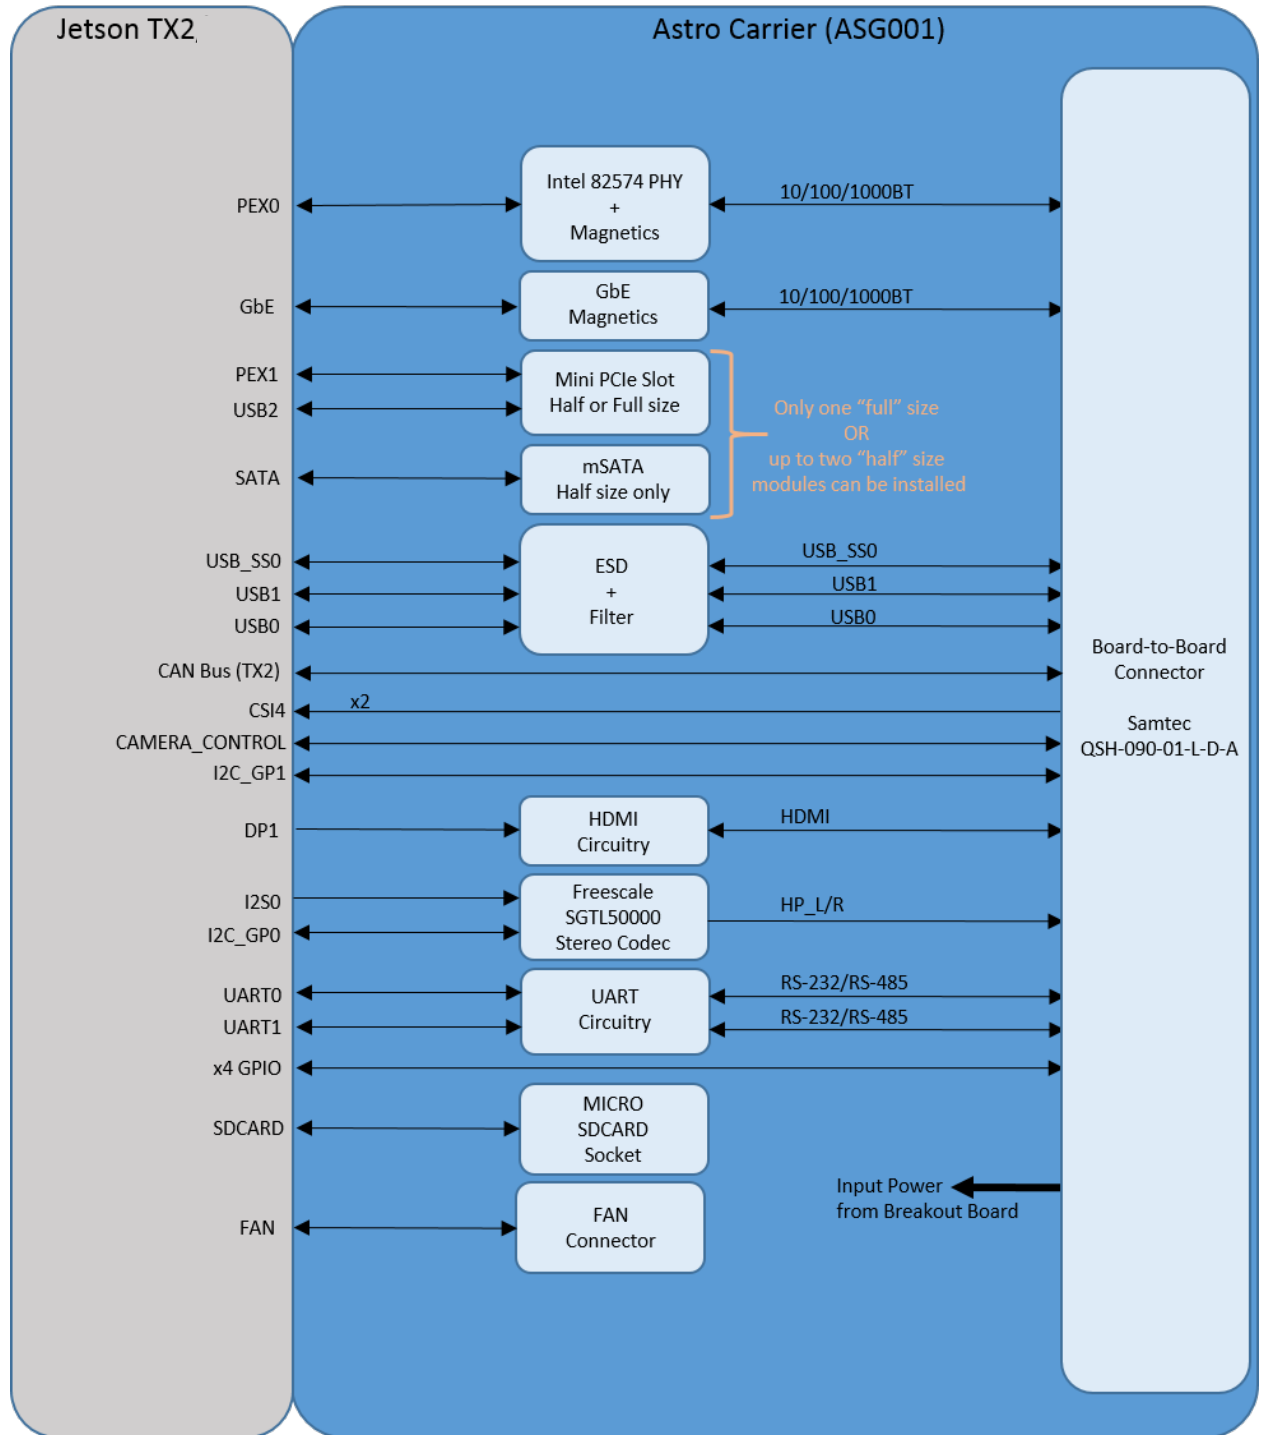 Jetson TX2
Astro Carrier (ASG001)
PEX0
Intel 82574 PHY
+
Magnetics
10/100/1000BT
GbE
GbE
Magnetics
10/100/1000BT
PEX1
USB2
Mini PCIe Slot
Half or Full size
SATA
mSATA
Half size only
Only one “full” size
OR
up to two “half” size
modules can be installed
USB_SS0
USB1
USB0
ESD
+
Filter
USB_SS0
USB1
USB0
CAN Bus (TX2)
CSI4
x2
CAMERA_CONTROL
I2C_GP1
Board-to-Board
Connector
Samtec
QSH-090-01-L-D-A
DP1
HDMI
Circuitry
HDMI
I2S0
I2C_GP0
Freescale
SGTL50000
Stereo Codec
HP_L/R
UART0
UART1
UART
Circuitry
RS-232/RS-485
RS-232/RS-485
x4 GPIO
SDCARD
MICRO
SDCARD
Socket
Input Power
from Breakout Board
FAN
FAN
Connector